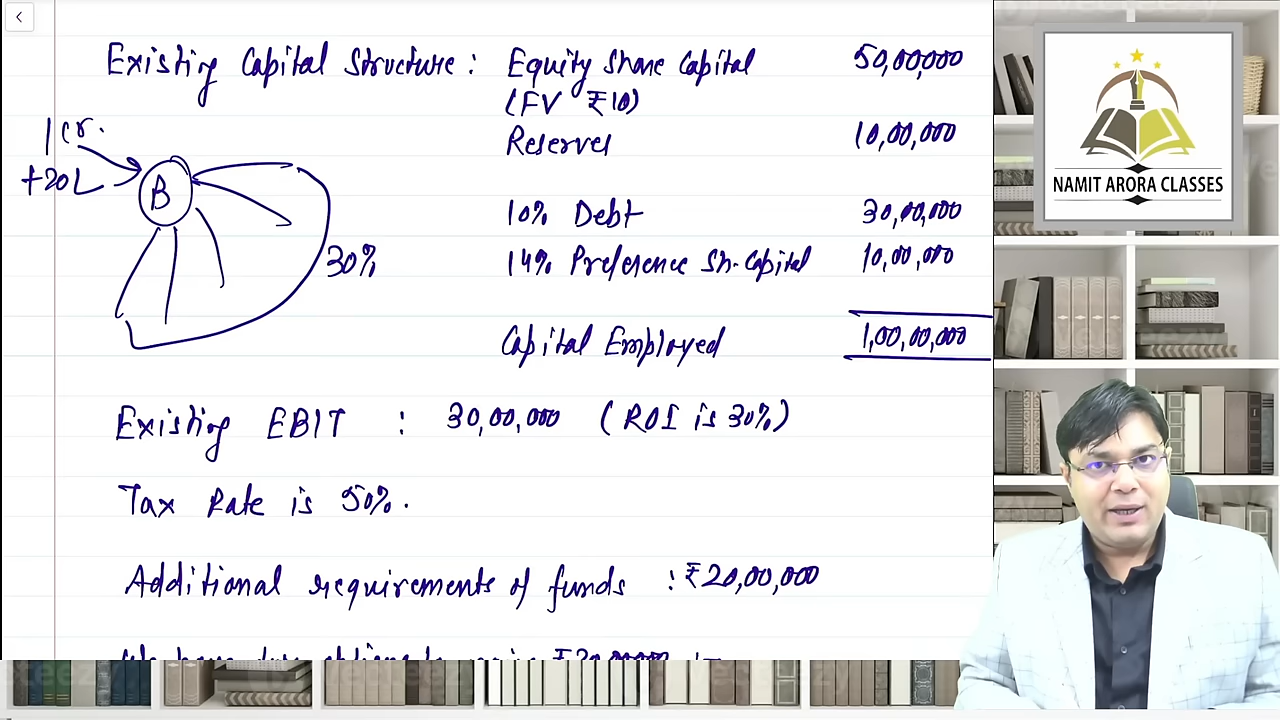 Existing Capital Structure : Equity Share Capital 50,00,000
(FV ₹10)
Reserves 10,00,000
1 cr.
+20L
B
30%
10% Debt 30,00,000
14% Preference Sh. Capital 10,00,000
Capital Employed 1,00,00,000
Existing EBIT : 30,00,000 (ROI is 30%)
Tax Rate is 50%.
Additional requirements of funds : ₹20,00,000
NAMIT ARORA CLASSES